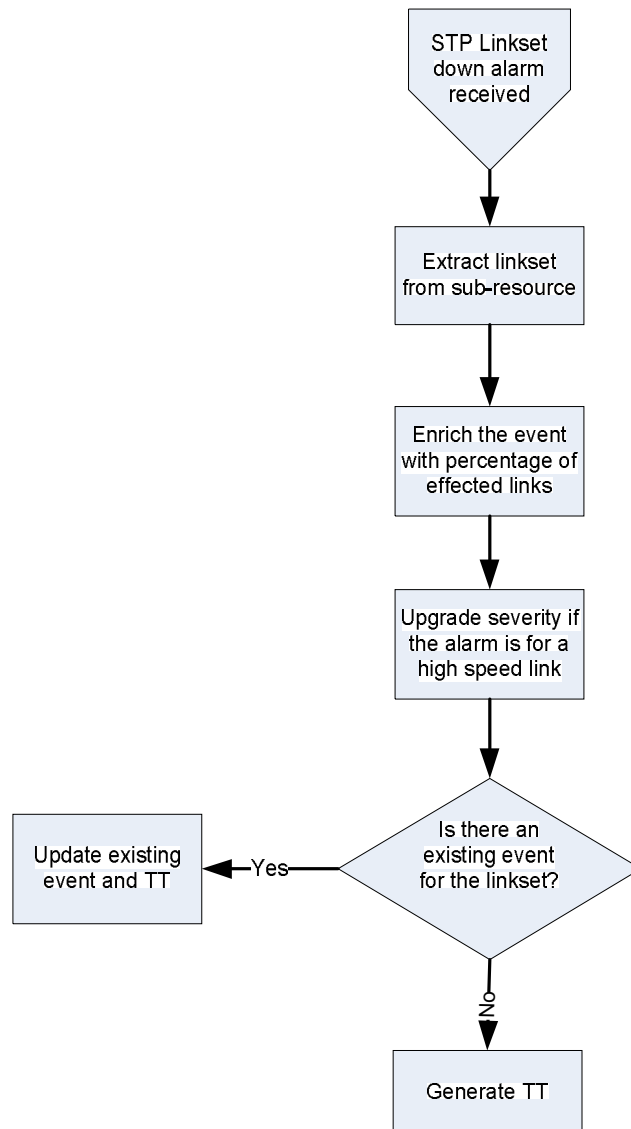 STP Linkset
down alarm
received
Extract linkset
from sub-resource
Enrich the event
with percentage of
effected links
Upgrade severity if
the alarm is for a
high speed link
Is there an
existing event
for the linkset?
Yes
Update existing
event and TT
No
Generate TT